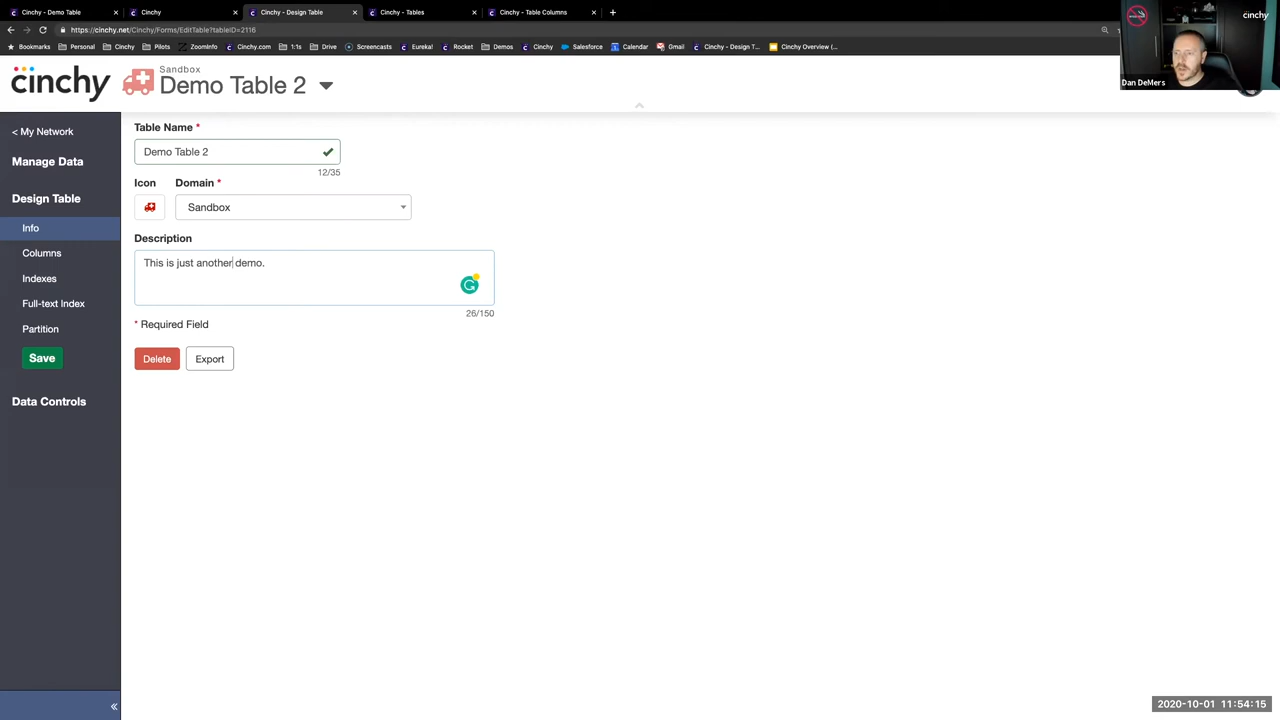 Cinchy - Demo Table
Cinchy
Cinchy - Design Table
Cinchy - Tables
Cinchy - Table Columns
https://cinchy.net/Cinchy/Forms/EditTable?tableID=2116
Bookmarks
Personal
Cinchy
Pilots
ZoomInfo
Cinchy.com
1:1s
Drive
Screencasts
Eureka!
Rocket
Demos
Cinchy
Salesforce
Calendar
Gmail
Cinchy - Design T...
Cinchy Overview (...
cinchy
Dan DeMers
cinchy
Sandbox
Demo Table 2
< My Network
Manage Data
Design Table
Info
Columns
Indexes
Full-text Index
Partition
Save
Data Controls
Table Name *
Demo Table 2
12/35
Icon
Domain *
Sandbox
Description
This is just another demo.
26/150
* Required Field
Delete
Export
2020-10-01 11:54:15